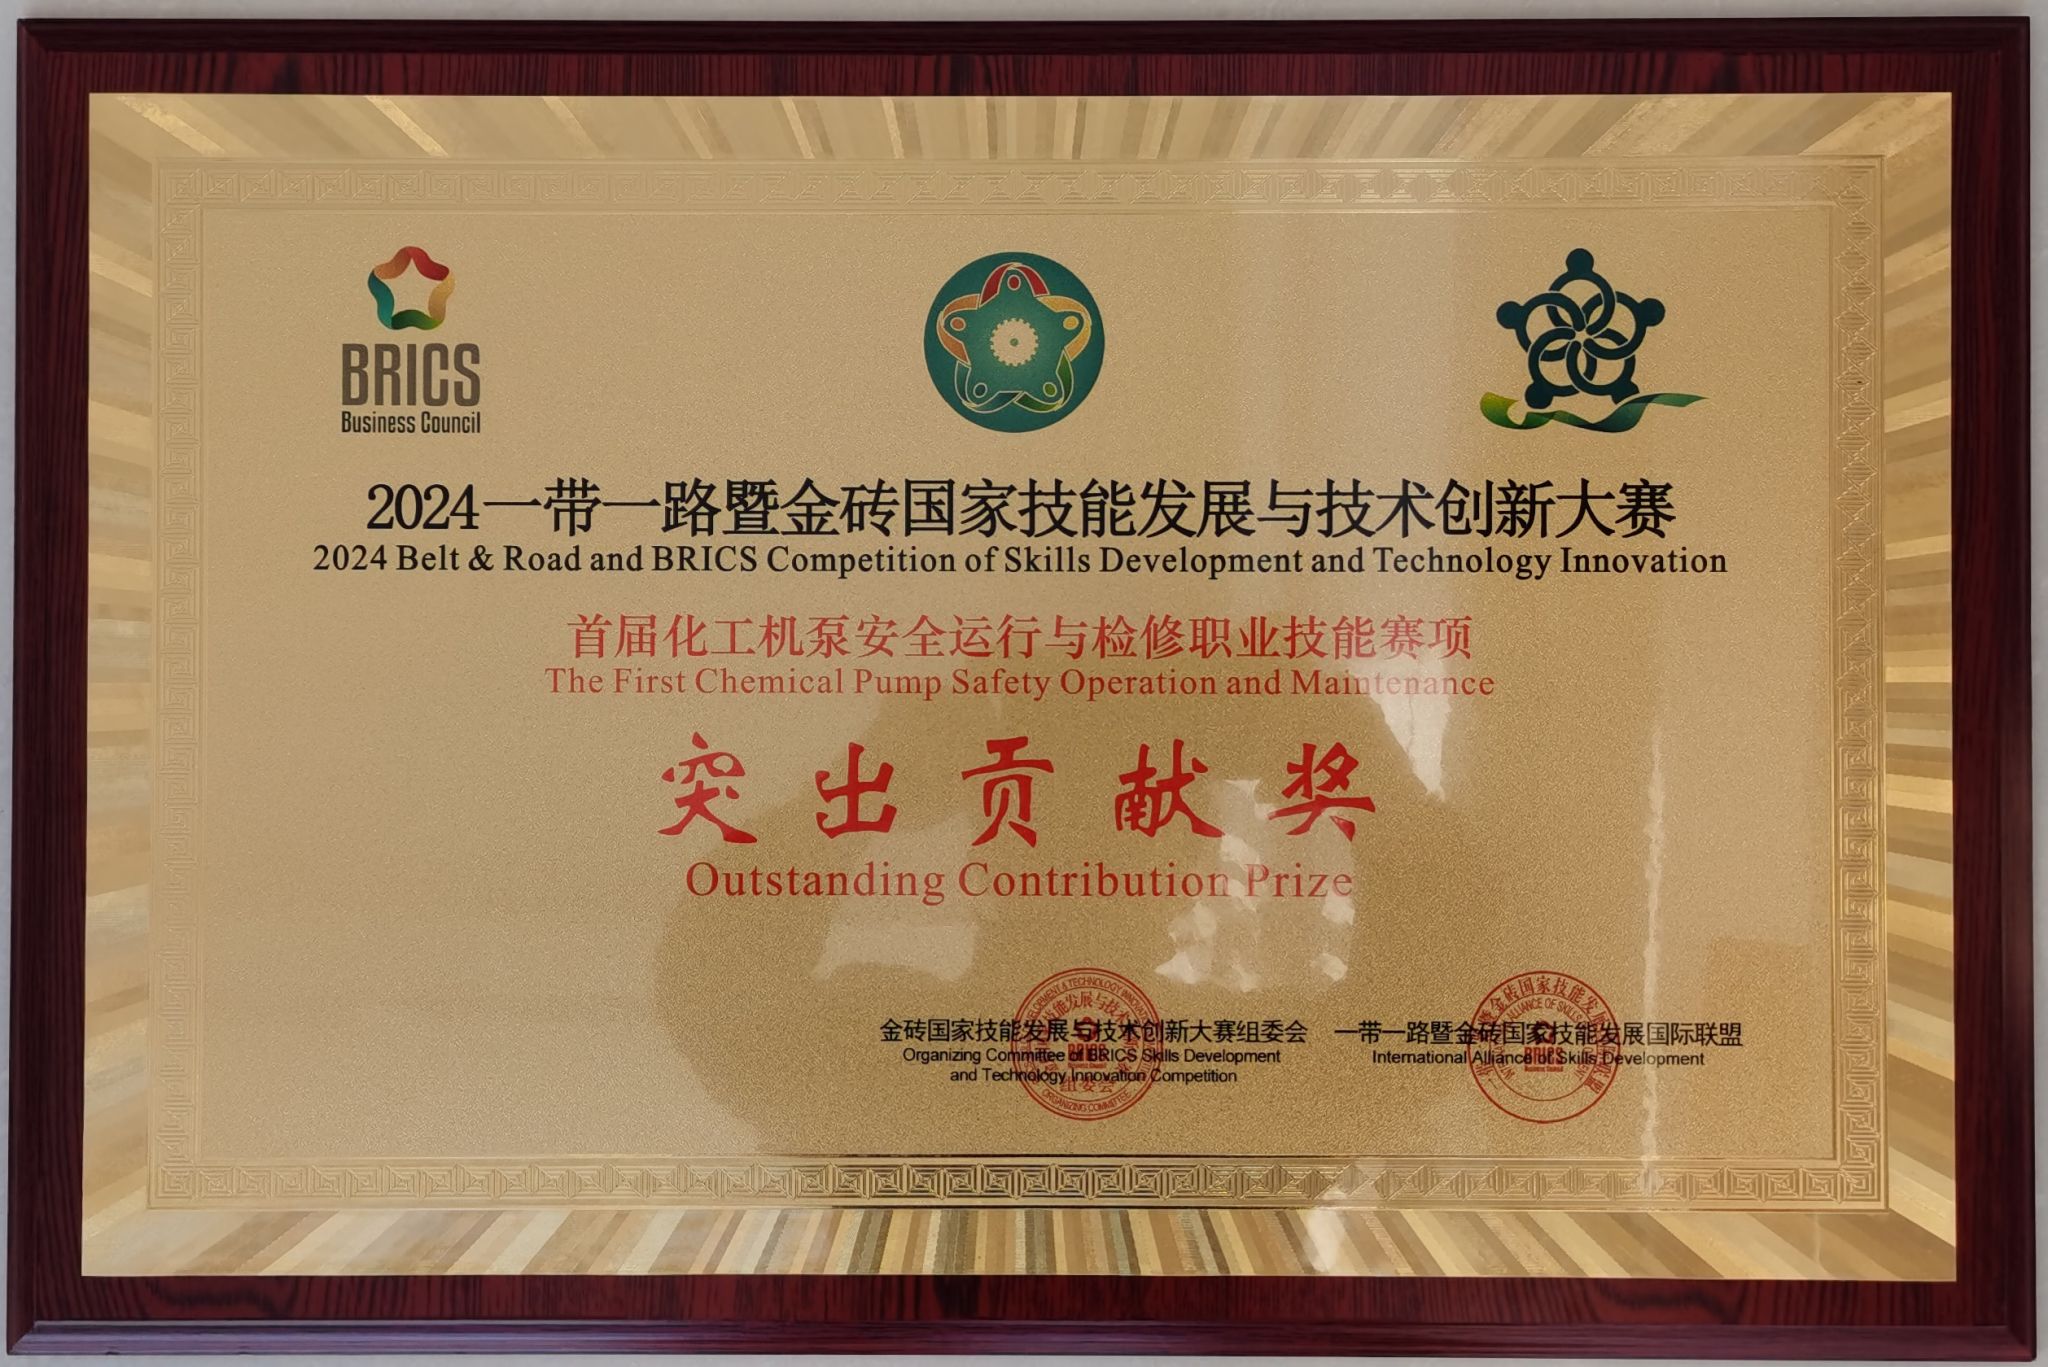 BRICS
Business Council
2024一带一路暨金砖国家技能发展与技术创新大赛
2024 Belt & Road and BRICS Competition of Skills Development and Technology Innovation
首届化工机泵安全运行与检修职业技能赛项
The First Chemical Pump Safety Operation and Maintenance
突出贡献奖
Outstanding Contribution Prize
金砖国家技能发展与技术创新大赛组委会
Organizing Committee of BRICS Skills Development
and Technology Innovation Competition
一带一路暨金砖国家技能发展国际联盟
International Alliance of Skills Development